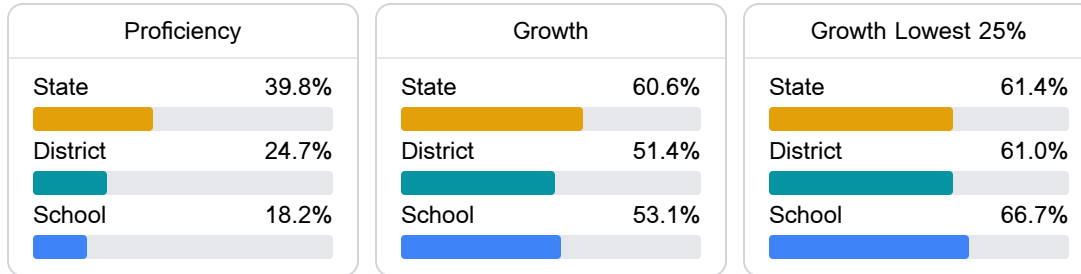 Proficiency
State 39.8%
District 24.7%
School 18.2%
Growth
State 60.6%
District 51.4%
School 53.1%
Growth Lowest 25%
State 61.4%
District 61.0%
School 66.7%